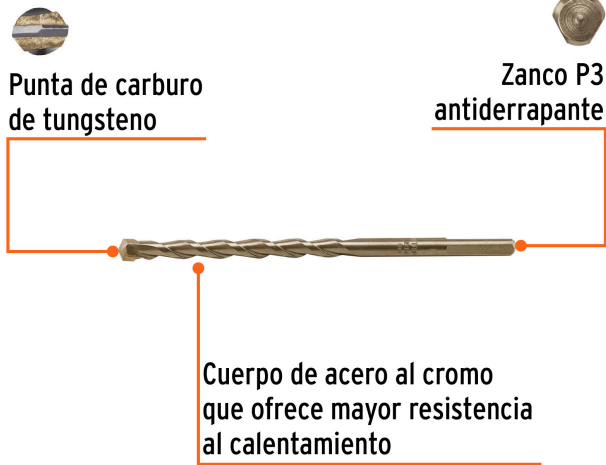 Punta de carburo
de tungsteno
Zanco P3
antiderrapante
Cuerpo de acero al cromo
que ofrece mayor resistencia
al calentamiento